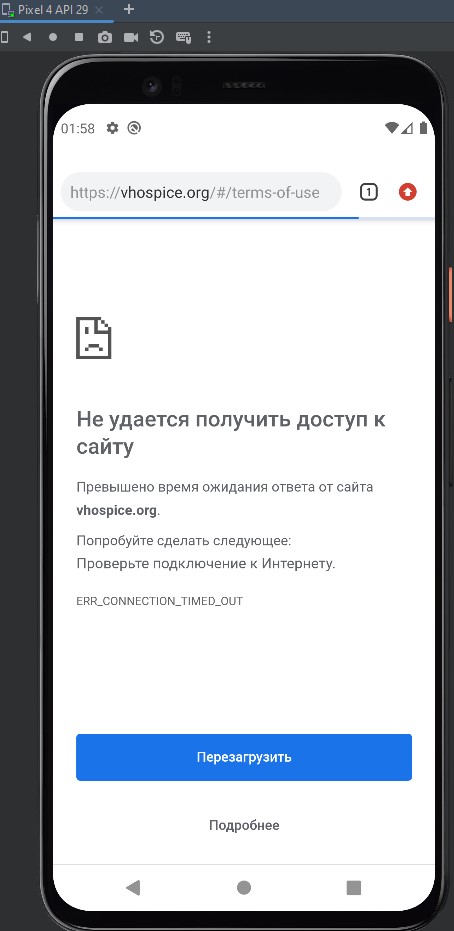 Pixel 4 API 29
01:58
https://vhospice.org/#/terms-of-use
1
Не удается получить доступ к
сайту
Превышено время ожидания ответа от сайта
vhospice.org.
Попробуйте сделать следующее:
Проверьте подключение к Интернету.
ERR_CONNECTION_TIMED_OUT
Перезагрузить
Подробнее